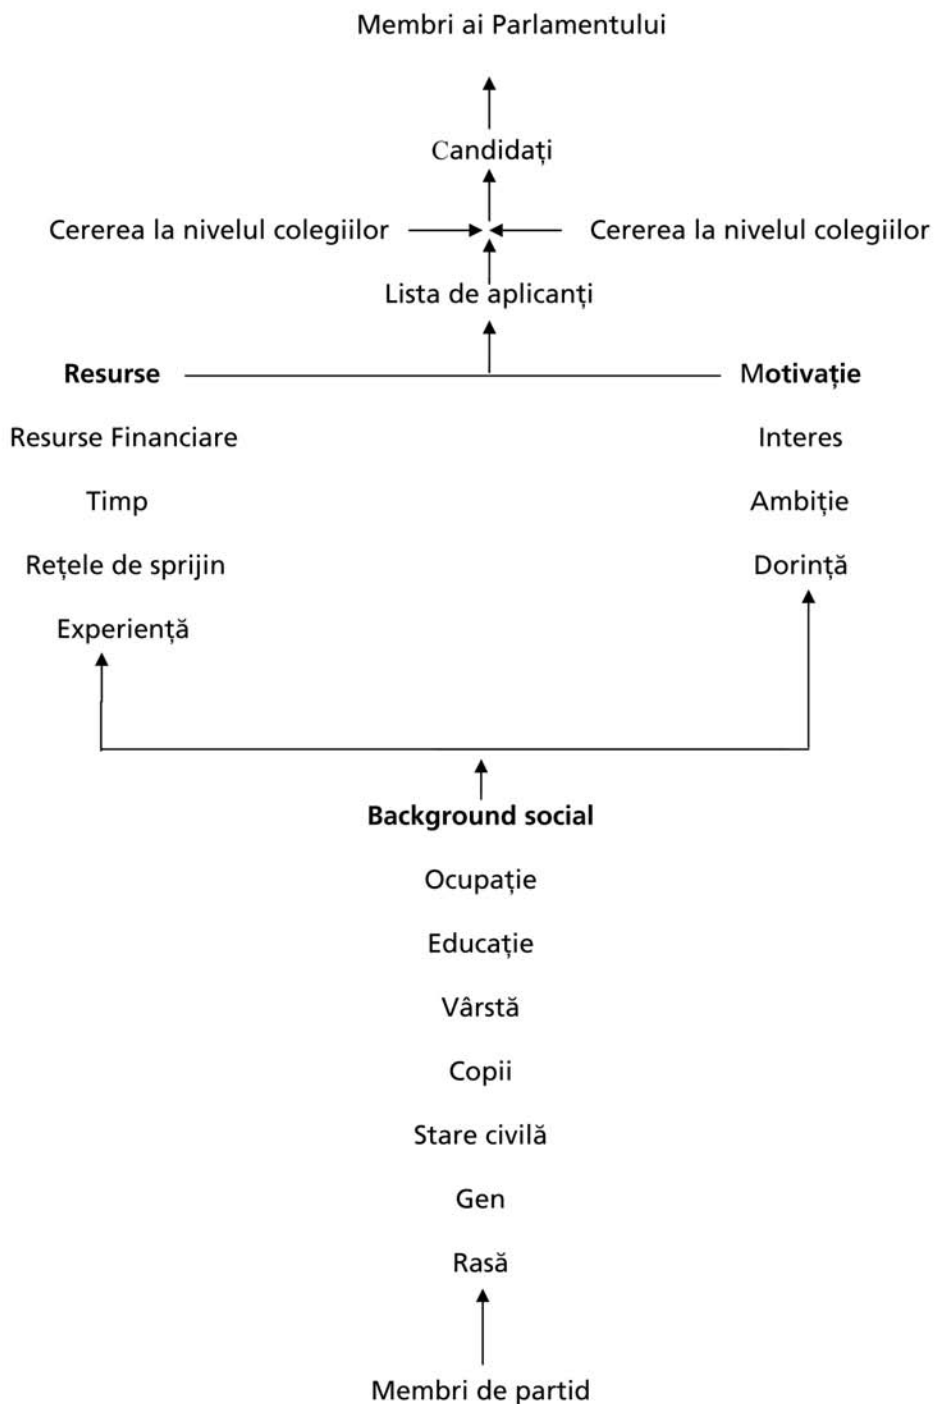 Membri ai Parlamentului
Candidați
Cererea la nivelul colegiilor Cererea la nivelul colegiilor
Lista de aplicanți
Resurse Motivație
Resurse Financiare Interes
Timp Ambiție
Rețele de sprijin Dorință
Experiență
Background social
Ocupație
Educație
Vârstă
Copii
Stare civilă
Gen
Rasă
Membri de partid